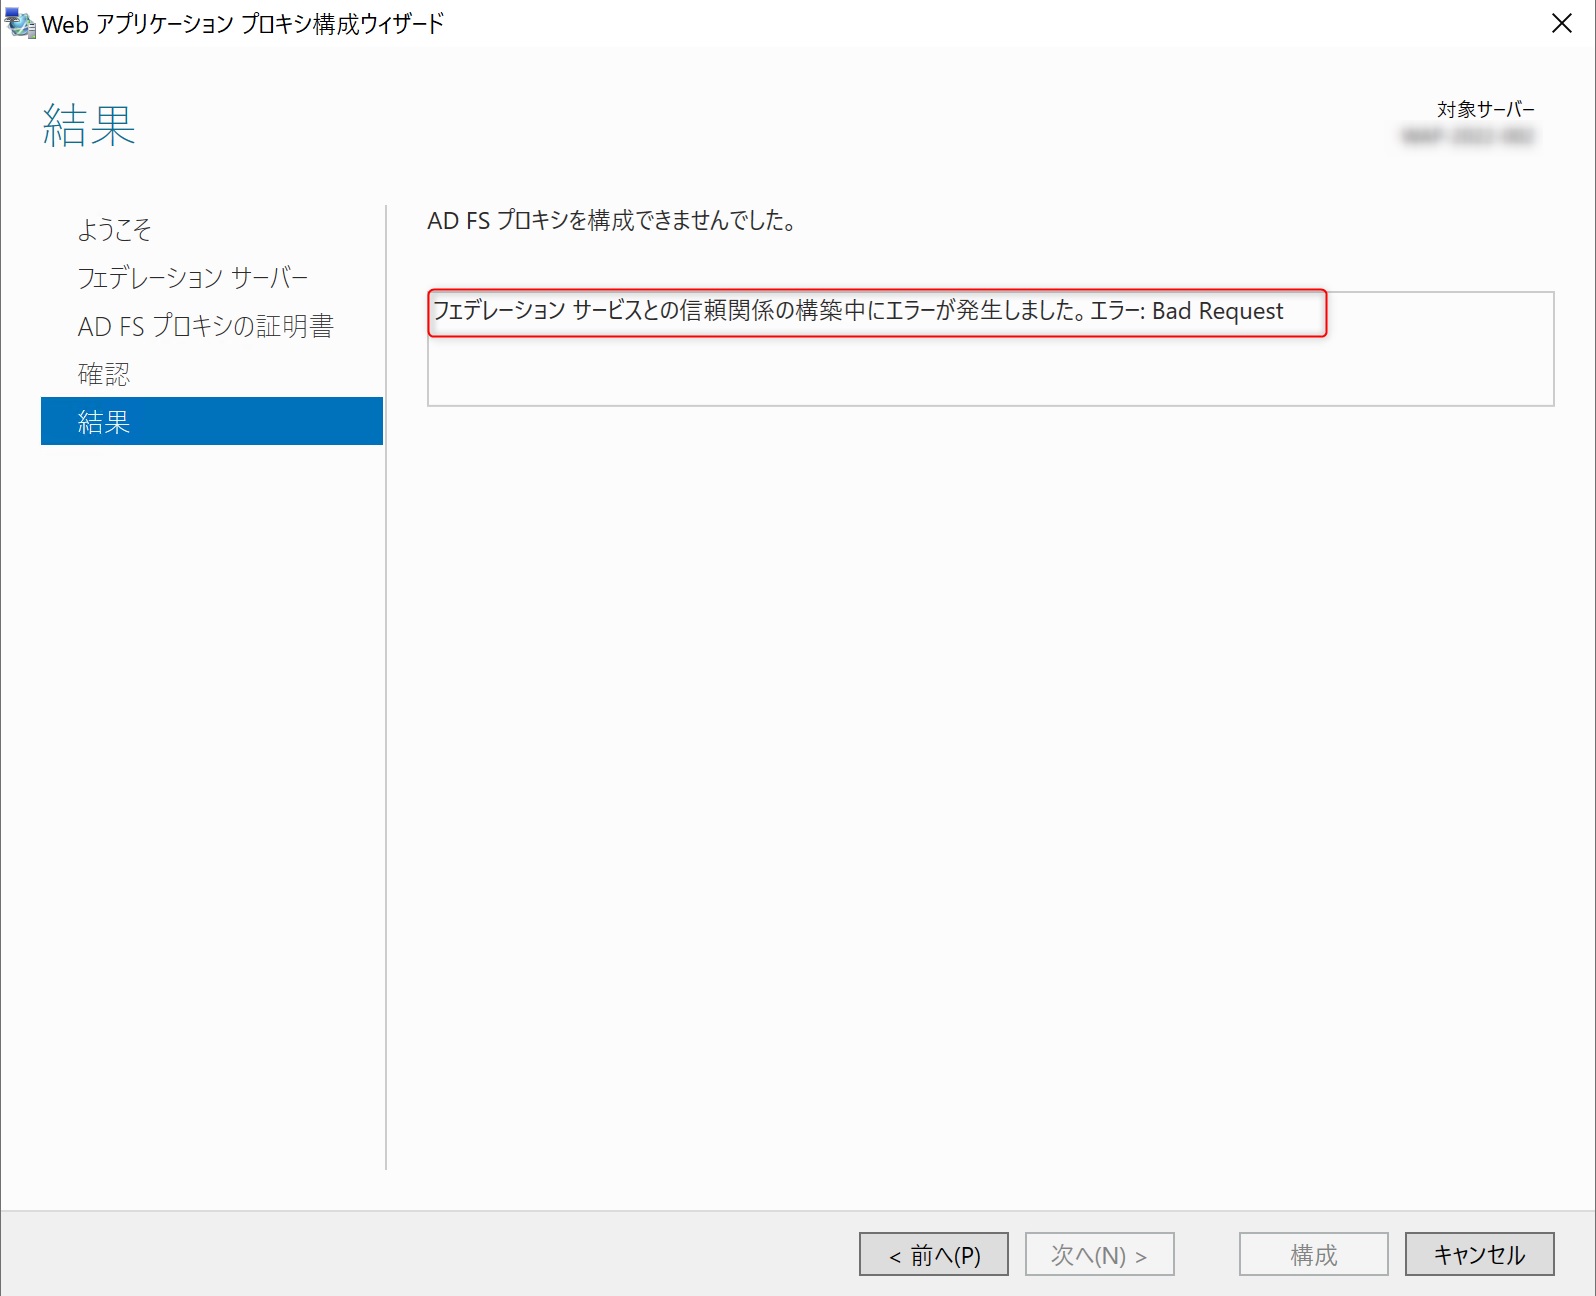 Web アプリケーション プロキシ構成ウィザード
結果
対象サーバー
ようこそ
フェデレーション サーバー
AD FS プロキシの証明書
確認
結果
AD FS プロキシを構成できませんでした。
フェデレーション サービスとの信頼関係の構築中にエラーが発生しました。エラー: Bad Request
< 前へ(P)
次へ(N) >
構成
キャンセル